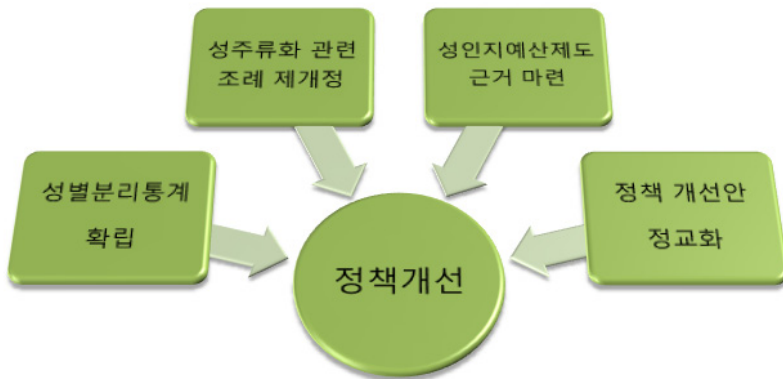 성주류화 관련
조례 제개정
성인지예산제도
근거 마련
성별분리통계
확립
정책 개선안
정교화
정책개선